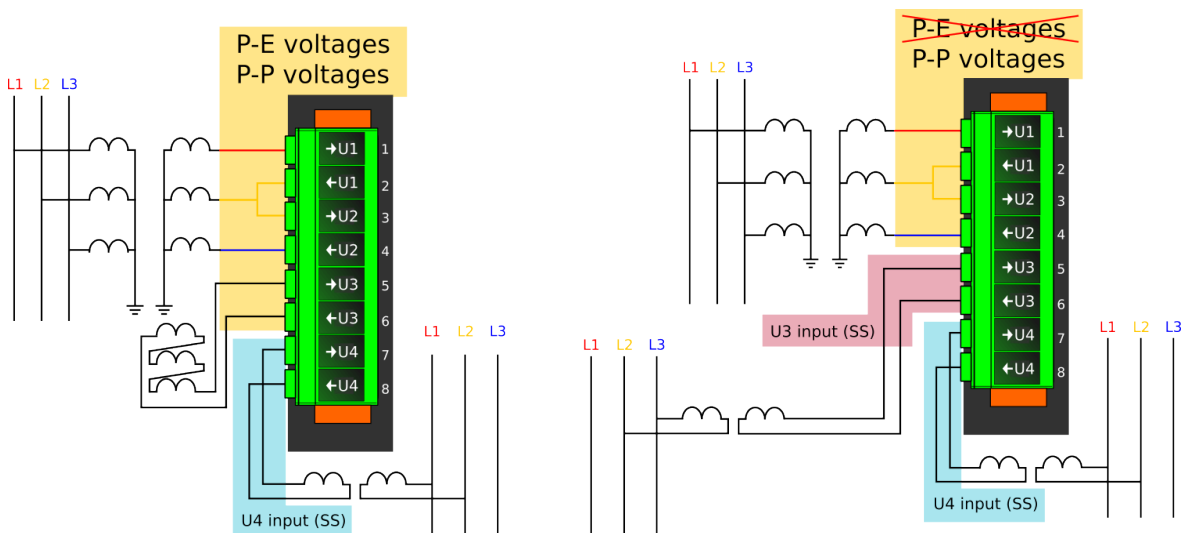 P-E voltages
P-P voltages
L1 L2 L3
→U1 1
←U1 2
→U2 3
←U2 4
→U3 5
←U3 6
→U4 7
←U4 8
L1 L2 L3
U4 input (SS)
P-E voltages
P-P voltages
L1 L2 L3
→U1 1
←U1 2
→U2 3
←U2 4
→U3 5
←U3 6
→U4 7
←U4 8
U3 input (SS)
L1 L2 L3
L1 L2 L3
U4 input (SS)